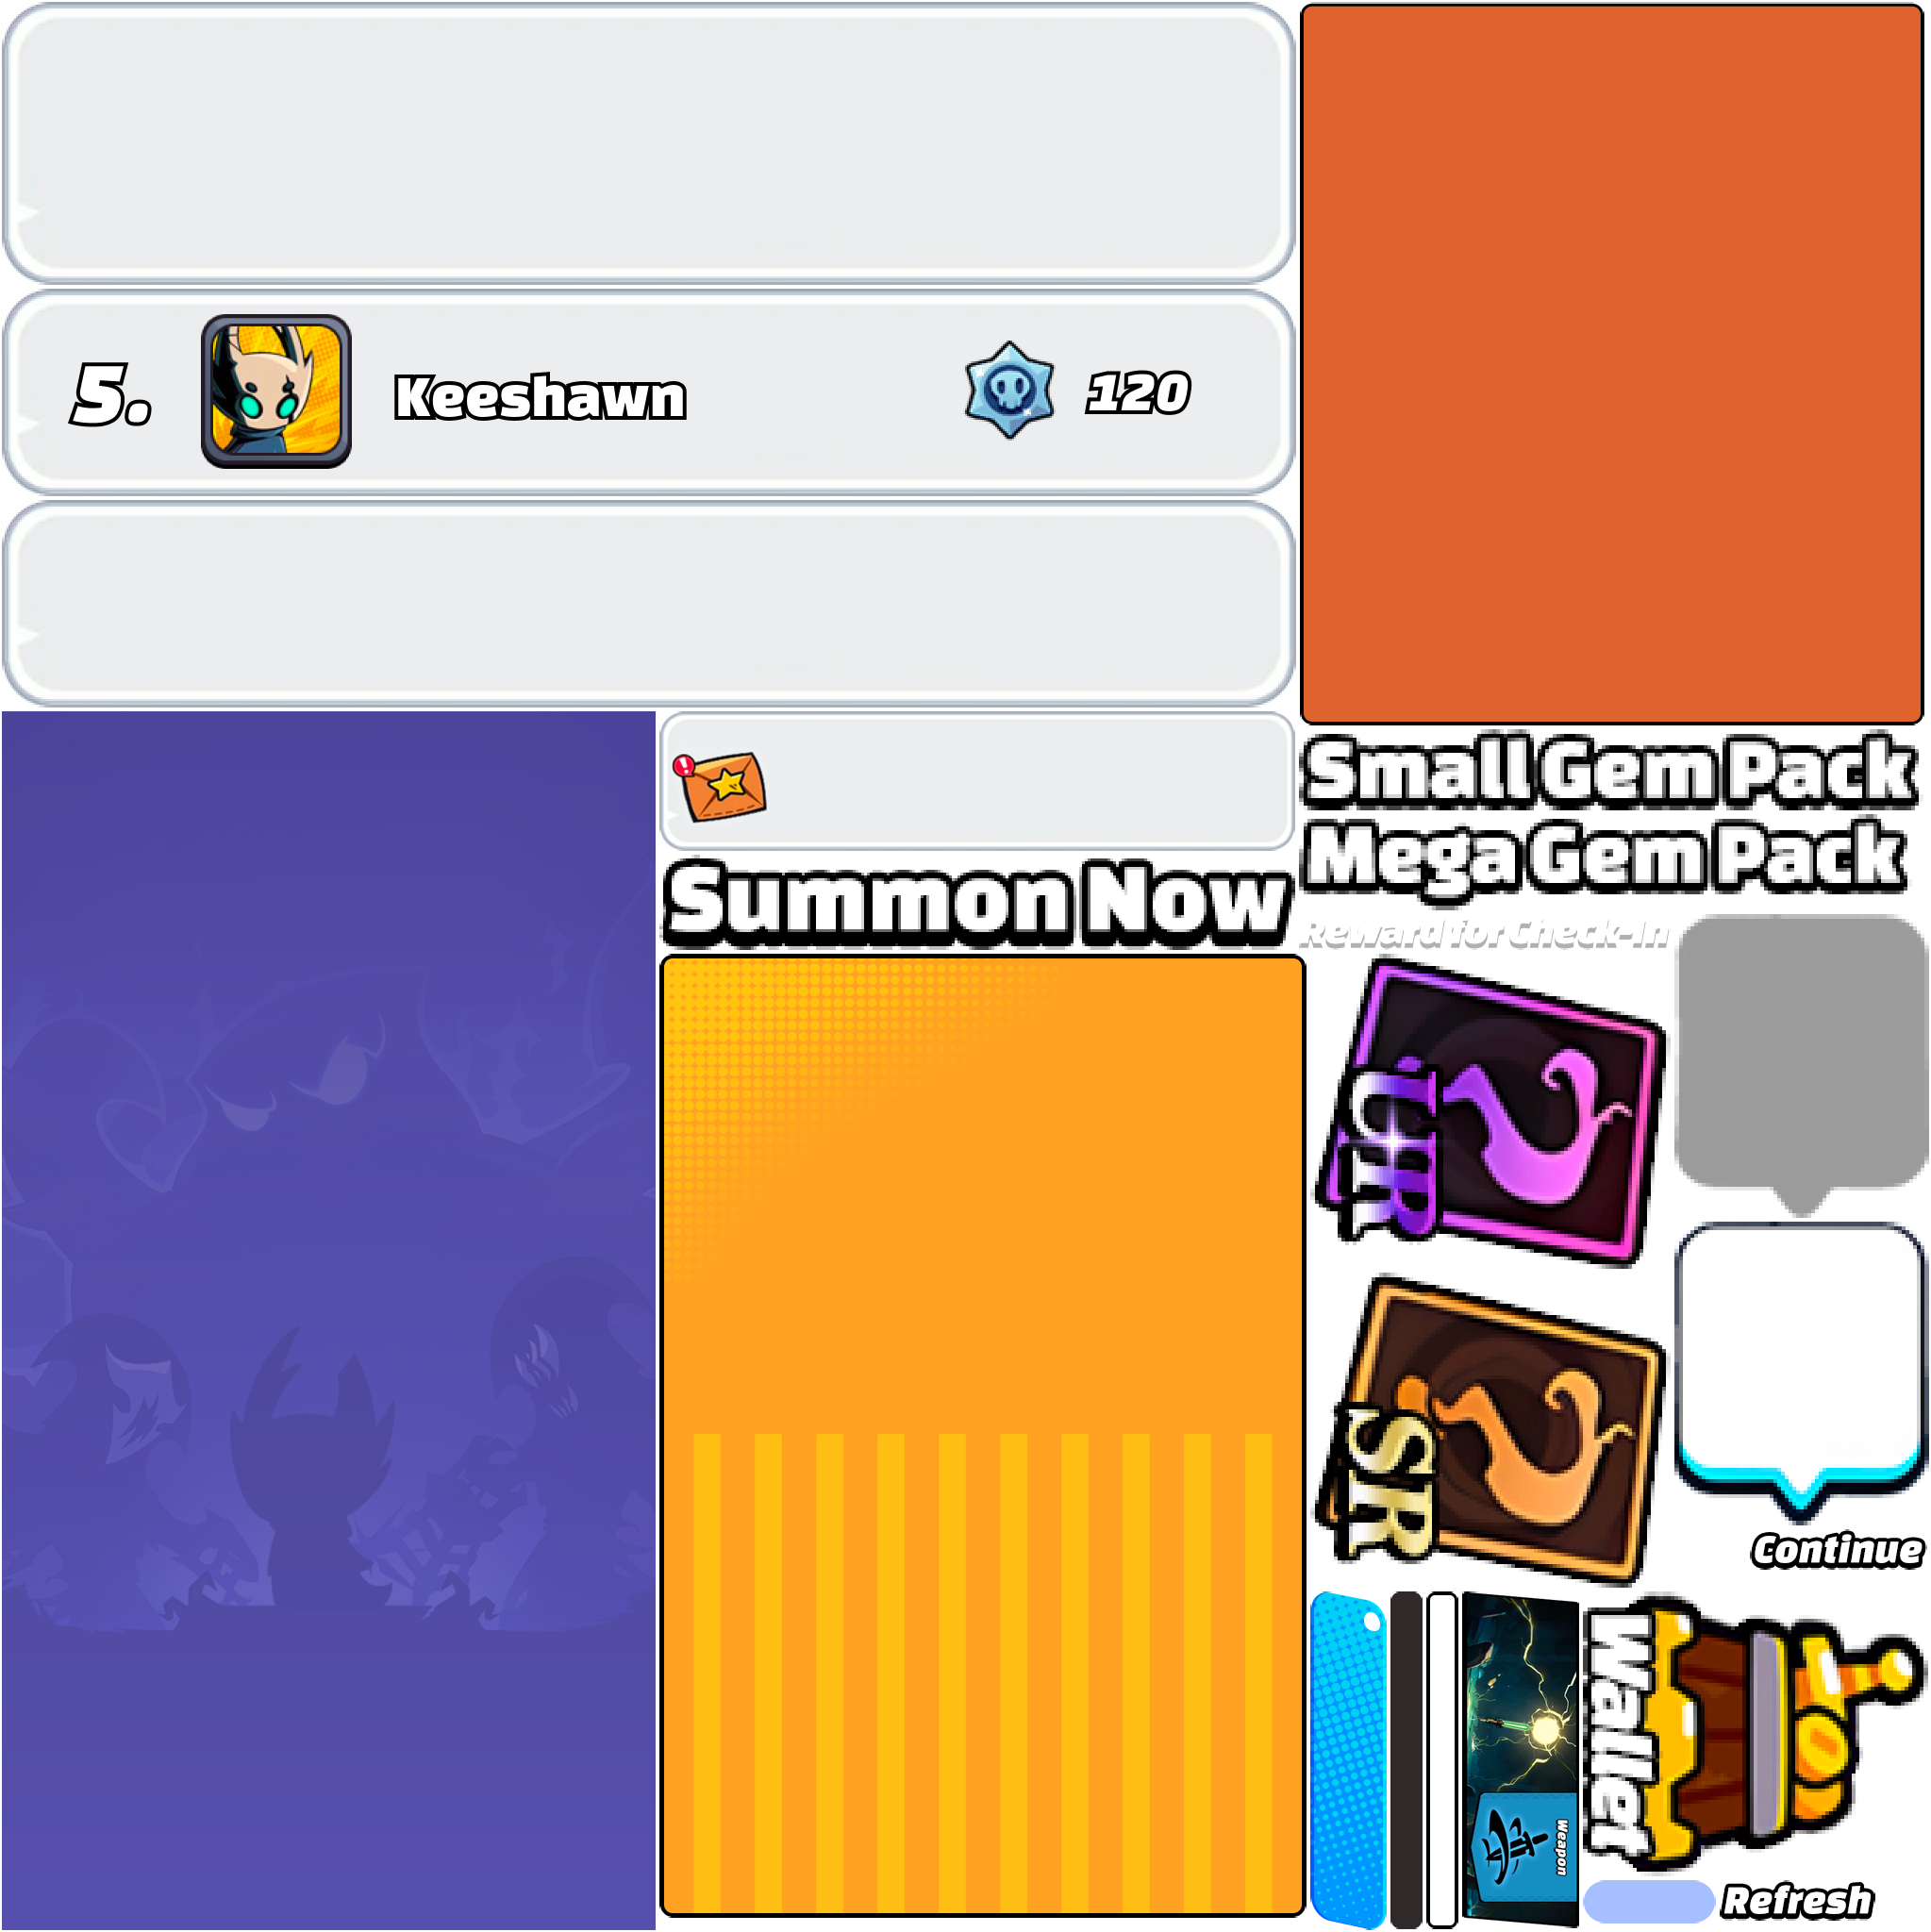 5. Keeshawn 120
Small Gem Pack
Mega Gem Pack
Summon Now
Reward for Check-In
UR
SR
Continue
Wallet
Weapon
Refresh